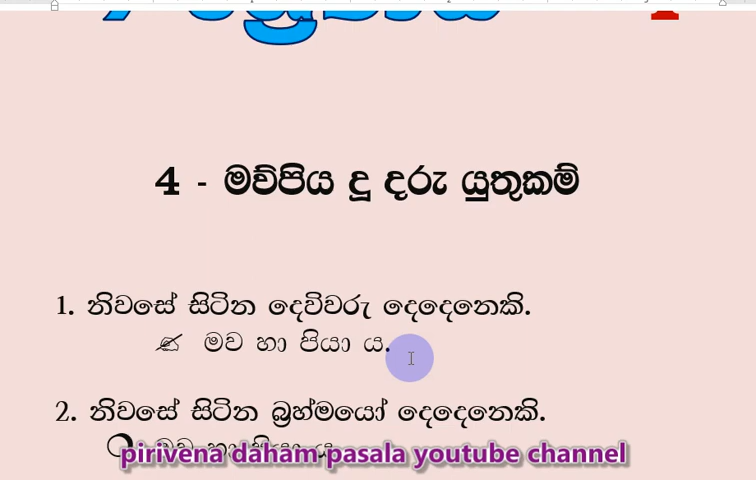 4 - මව්පිය දූ දරු යුතුකම්
1. නිවසේ සිටින දෙවිවරු දෙදෙනෙකි.
මව හා පියා ය.
2. නිවසේ සිටින බ්‍රහ්මයෝ දෙදෙනෙකි.
pirivena daham pasala youtube channel